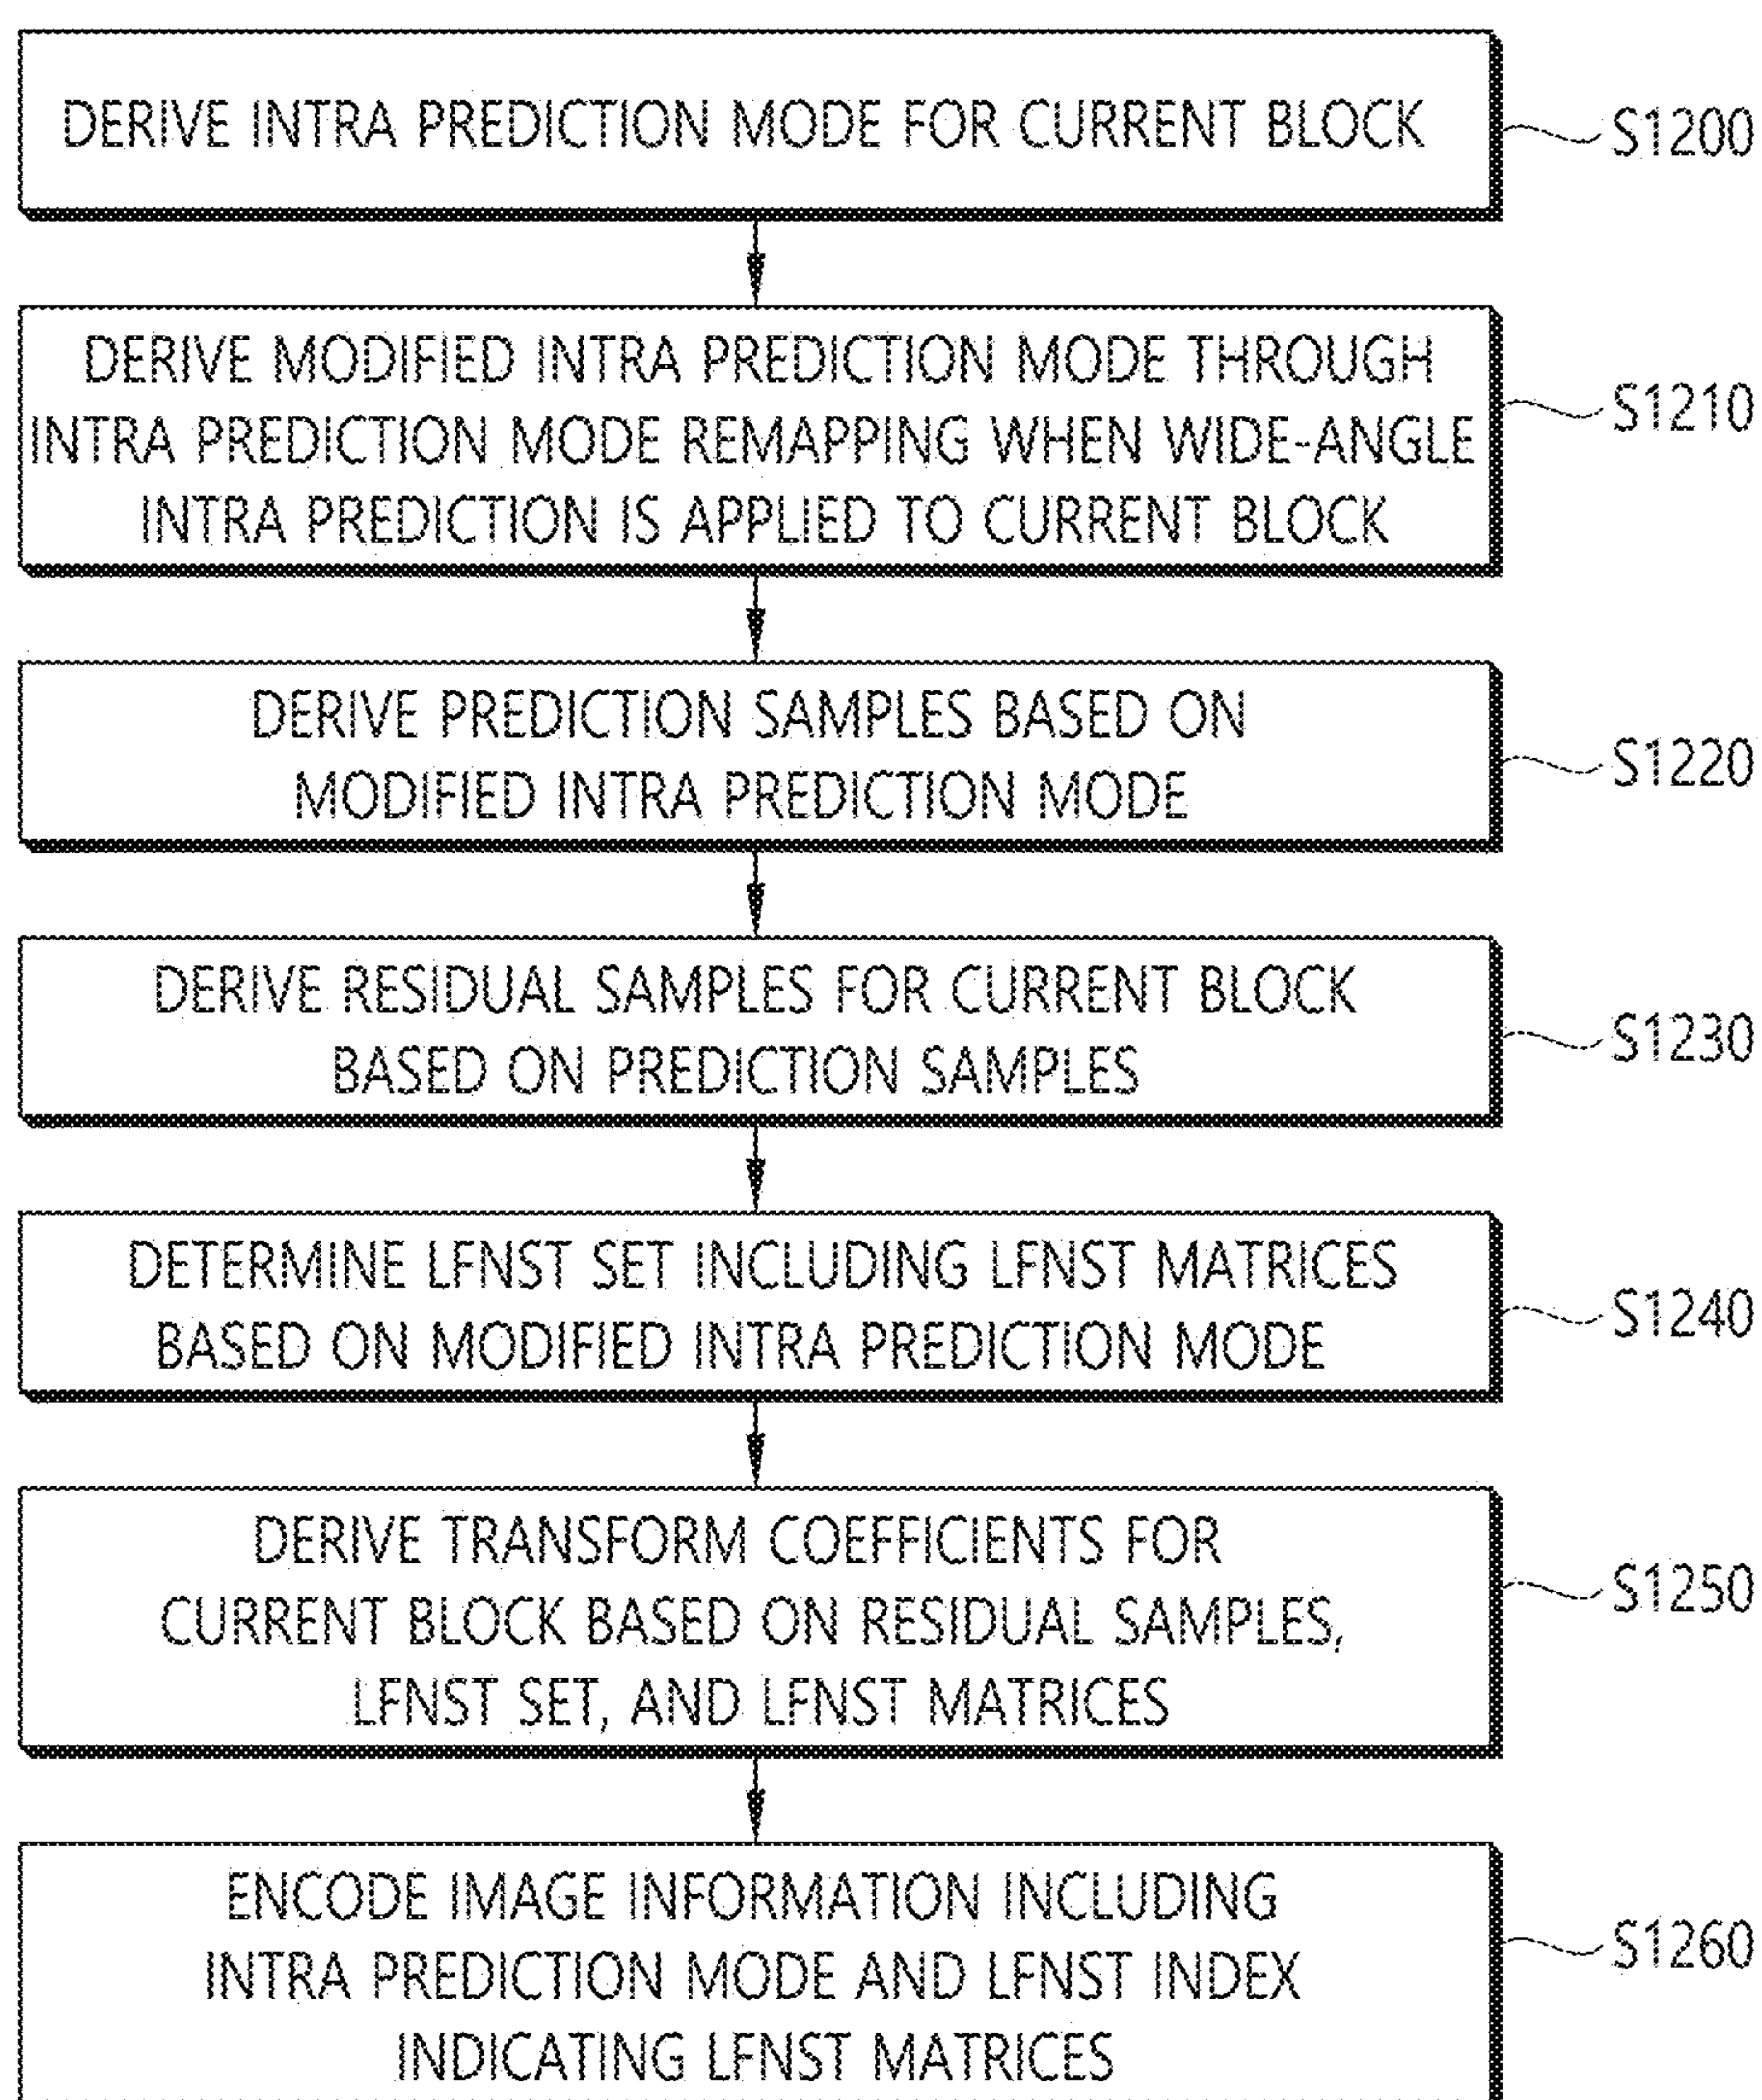 DERIVE INTRA PREDICTION MODE FOR CURRENT BLOCK
S1200
DERIVE MODIFIED INTRA PREDICTION MODE THROUGH
INTRA PREDICTION MODE REMAPPING WHEN WIDE-ANGLE
INTRA PREDICTION IS APPLIED TO CURRENT BLOCK
S1210
DERIVE PREDICTION SAMPLES BASED ON
MODIFIED INTRA PREDICTION MODE
S1220
DERIVE RESIDUAL SAMPLES FOR CURRENT BLOCK
BASED ON PREDICTION SAMPLES
S1230
DETERMINE LFNST SET INCLUDING LFNST MATRICES
BASED ON MODIFIED INTRA PREDICTION MODE
S1240
DERIVE TRANSFORM COEFFICIENTS FOR
CURRENT BLOCK BASED ON RESIDUAL SAMPLES,
LFNST SET, AND LFNST MATRICES
S1250
ENCODE IMAGE INFORMATION INCLUDING
INTRA PREDICTION MODE AND LFNST INDEX
INDICATING LFNST MATRICES
S1260